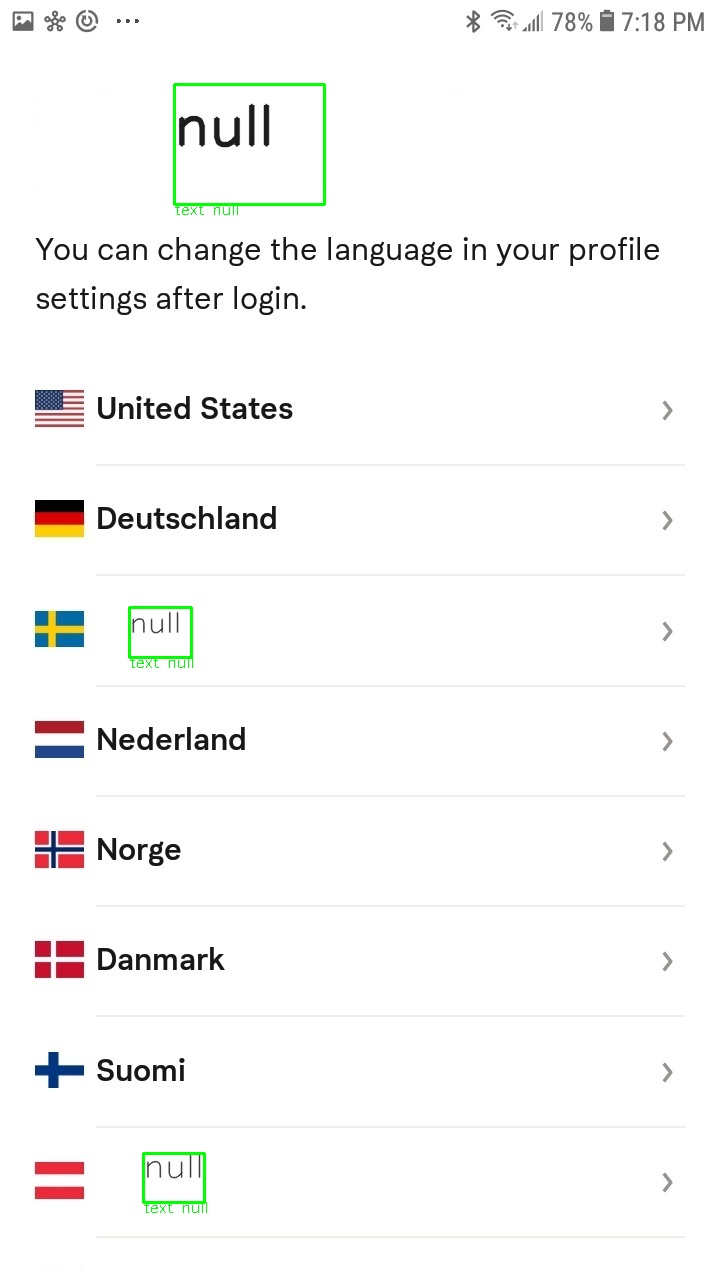 78% 7:18 PM
null
text null
You can change the language in your profile
settings after login.
United States
Deutschland
null
text null
Nederland
Norge
Danmark
Suomi
null
text null